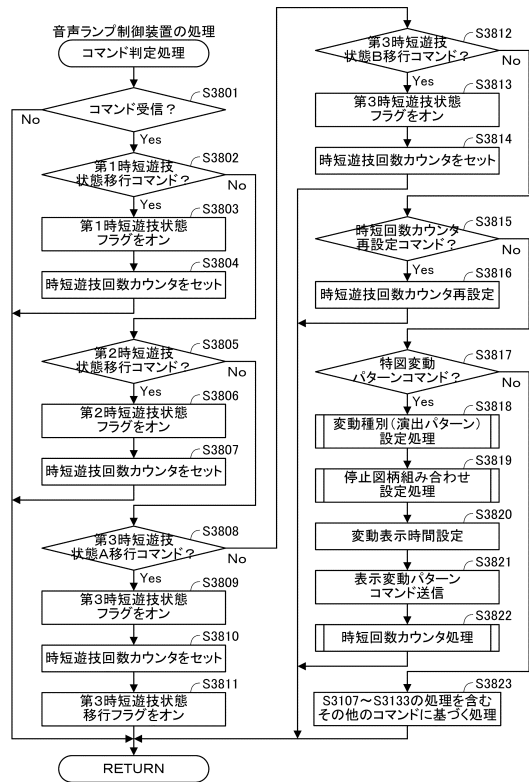 音声ランプ制御装置の処理
コマンド判定処理
S3801
コマンド受信？
No
Yes
S3802
第1時短遊技
状態移行コマンド？
No
Yes
S3803
第1時短遊技状態
フラグをオン
S3804
時短遊技回数カウンタをセット
S3805
第2時短遊技
状態移行コマンド？
No
Yes
S3806
第2時短遊技状態
フラグをオン
S3807
時短遊技回数カウンタをセット
S3808
第3時短遊技
状態A移行コマンド？
No
Yes
S3809
第3時短遊技状態
フラグをオン
S3810
時短遊技回数カウンタをセット
S3811
第3時短遊技状態
移行フラグをオン
RETURN
S3812
第3時短遊技
状態B移行コマンド？
No
Yes
S3813
第3時短遊技状態
フラグをオン
S3814
時短遊技回数カウンタをセット
S3815
時短回数カウンタ
再設定コマンド？
No
Yes
S3816
時短遊技回数カウンタ再設定
S3817
特図変動
パターンコマンド？
No
Yes
S3818
変動種別（演出パターン）
設定処理
S3819
停止図柄組み合わせ
設定処理
S3820
変動表示時間設定
S3821
表示変動パターン
コマンド送信
S3822
時短回数カウンタ処理
S3823
S3107～S3133の処理を含む
その他のコマンドに基づく処理